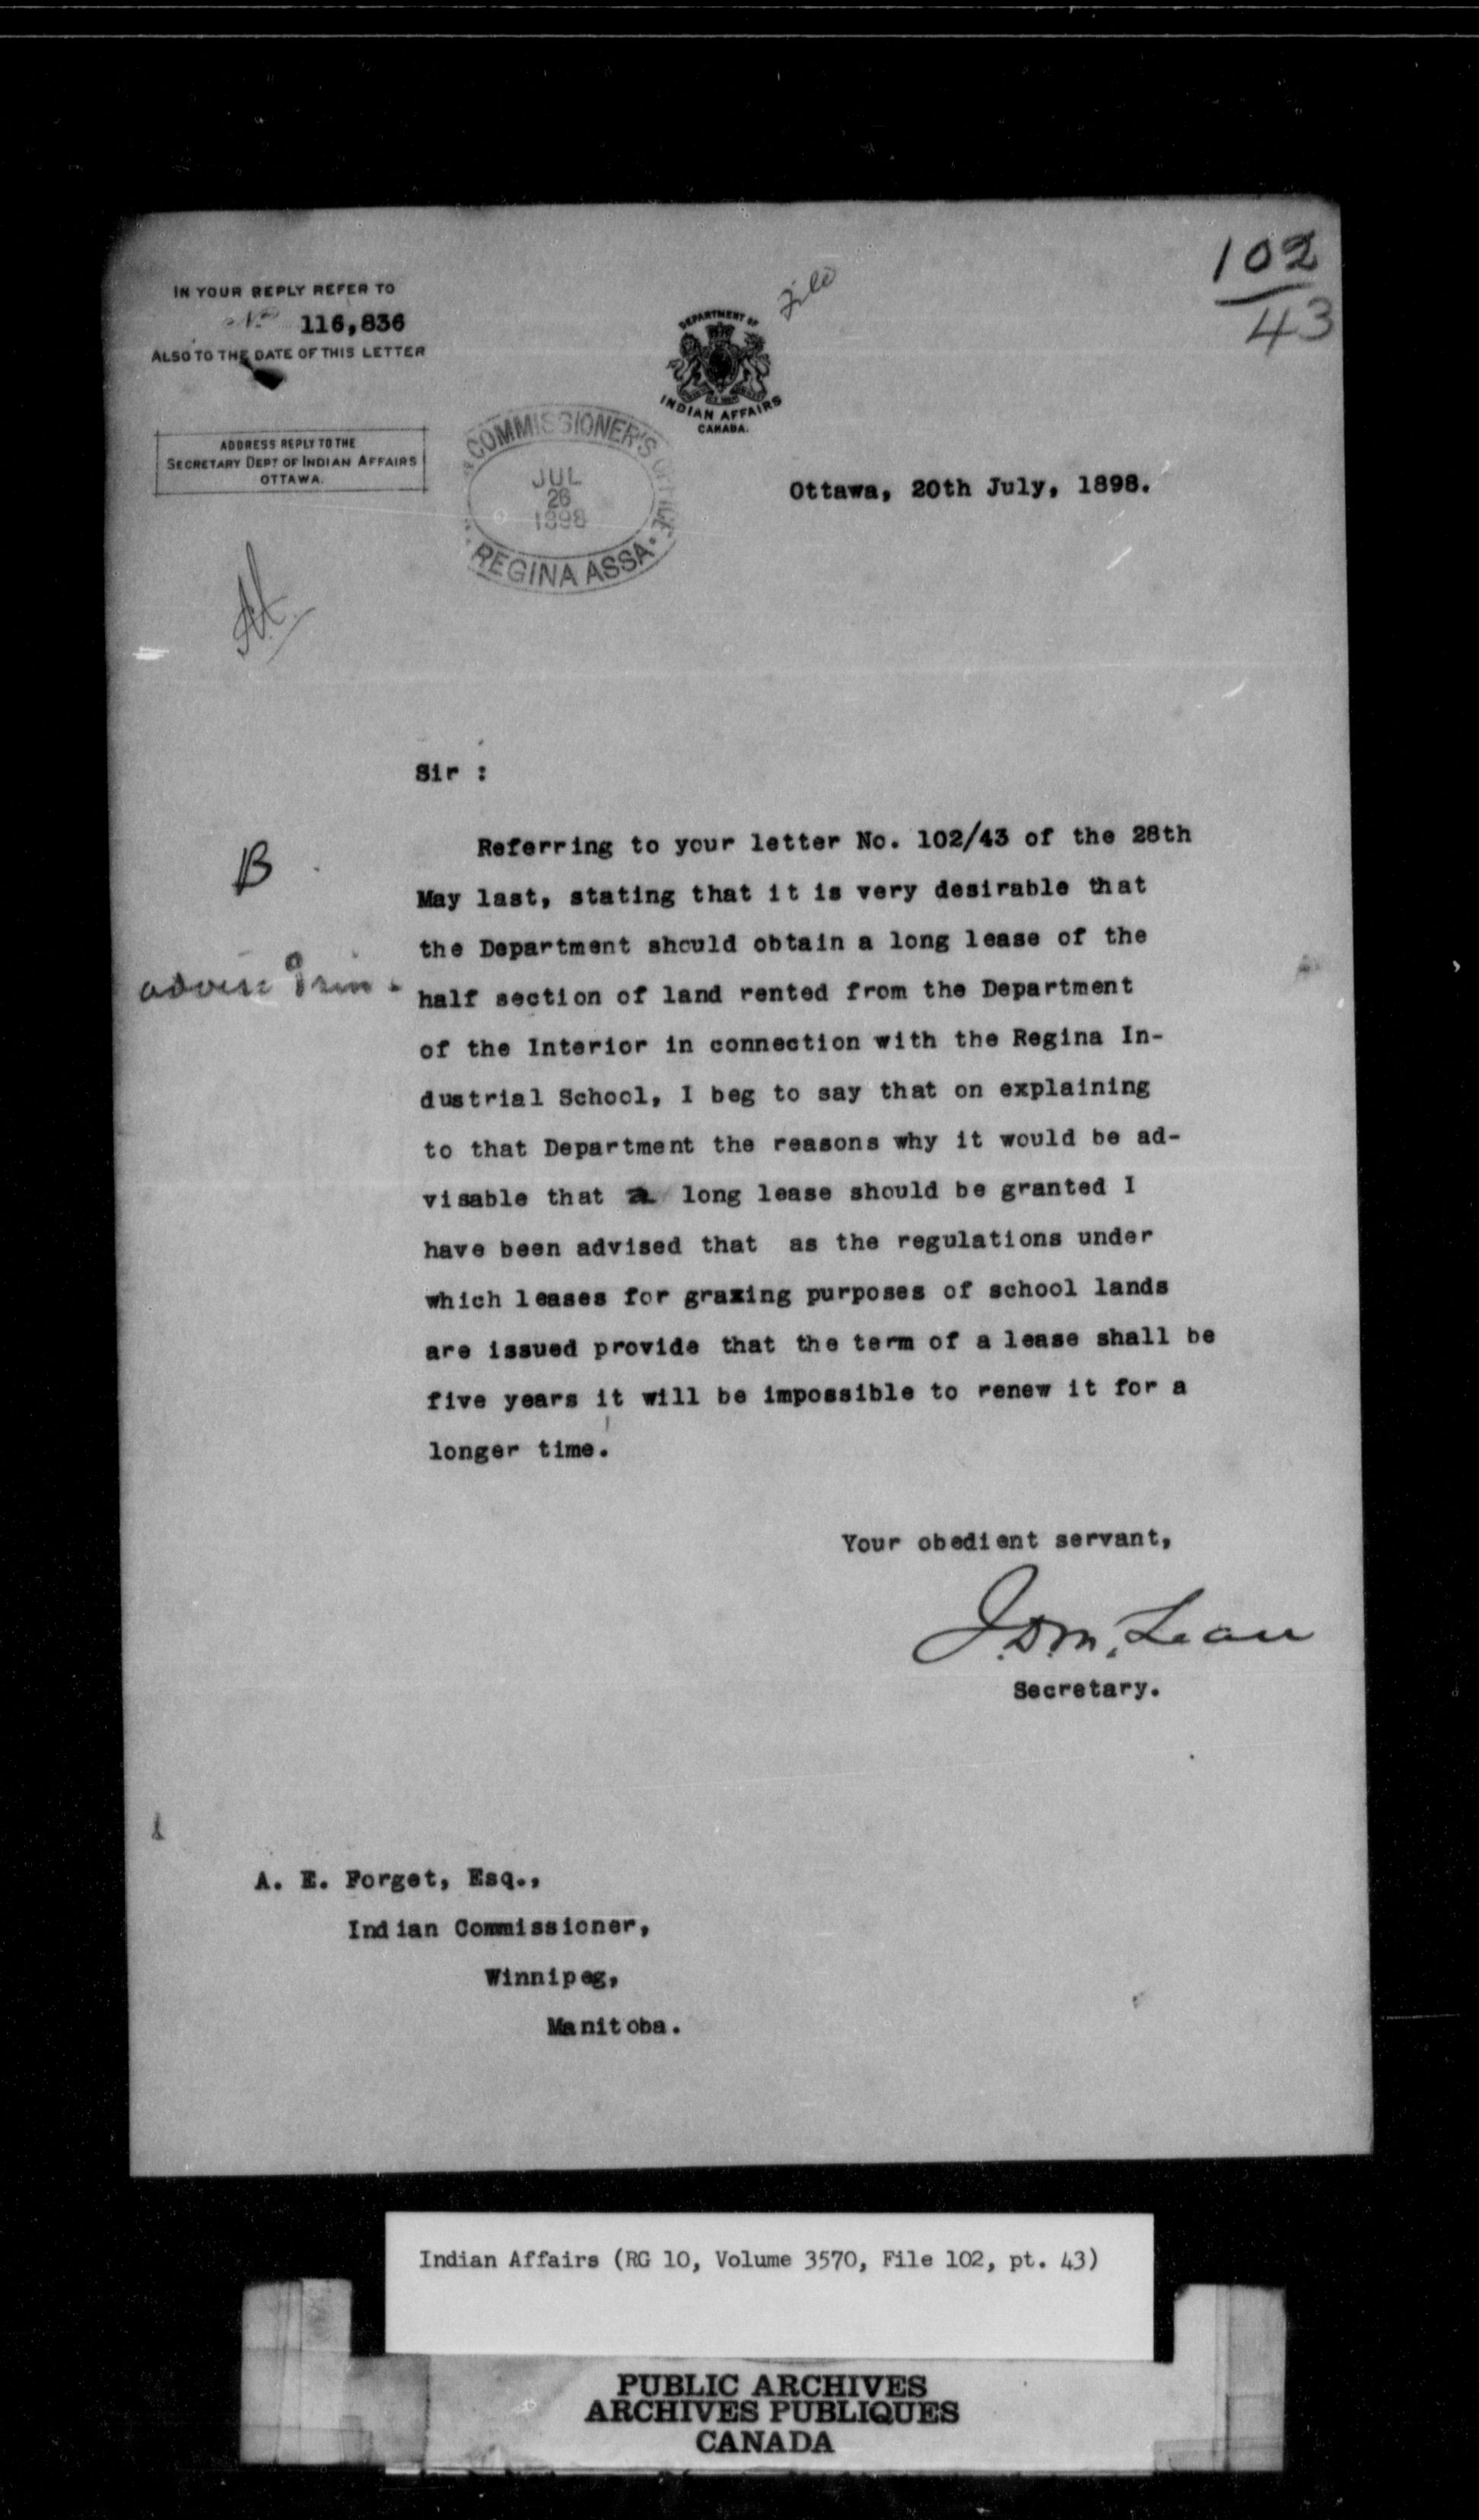 102
43
File
IN YOUR REPLY REFER TO
No 116,836
ALSO TO THE DATE OF THIS LETTER
DEPARTMENT OF
INDIAN AFFAIRS
CANADA.
ADDRESS REPLY TO THE
SECRETARY DEPT OF INDIAN AFFAIRS
OTTAWA.
COMMISSIONER'S OFFICE
JUL
26
1898
REGINA ASSA.
Ottawa, 20th July, 1898.
Sir :
B
Referring to your letter No. 102/43 of the 28th
May last, stating that it is very desirable that
the Department should obtain a long lease of the
advise Prin.
half section of land rented from the Department
of the Interior in connection with the Regina In-
dustrial School, I beg to say that on explaining
to that Department the reasons why it would be ad-
visable that a long lease should be granted I
have been advised that as the regulations under
which leases for grazing purposes of school lands
are issued provide that the term of a lease shall be
five years it will be impossible to renew it for a
longer time.
Your obedient servant,
J.D.M. Lean
Secretary.
A. E. Forget, Esq.,
Indian Commissioner,
Winnipeg,
Manitoba.
Indian Affairs (RG 10, Volume 3570, File 102, pt. 43)
PUBLIC ARCHIVES
ARCHIVES PUBLIQUES
CANADA